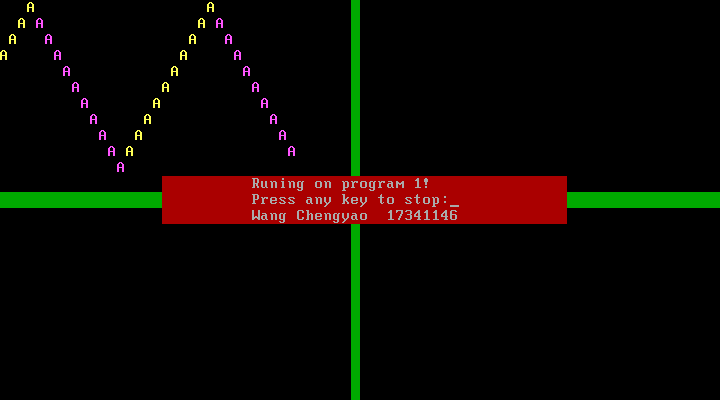 A A
A A A A
A A A A
A A A A
A A A
A A A
A A A
A A A
A A A
A A A
A
Runing on program 1!
Press any key to stop:_
Wang Chengyao 17341146